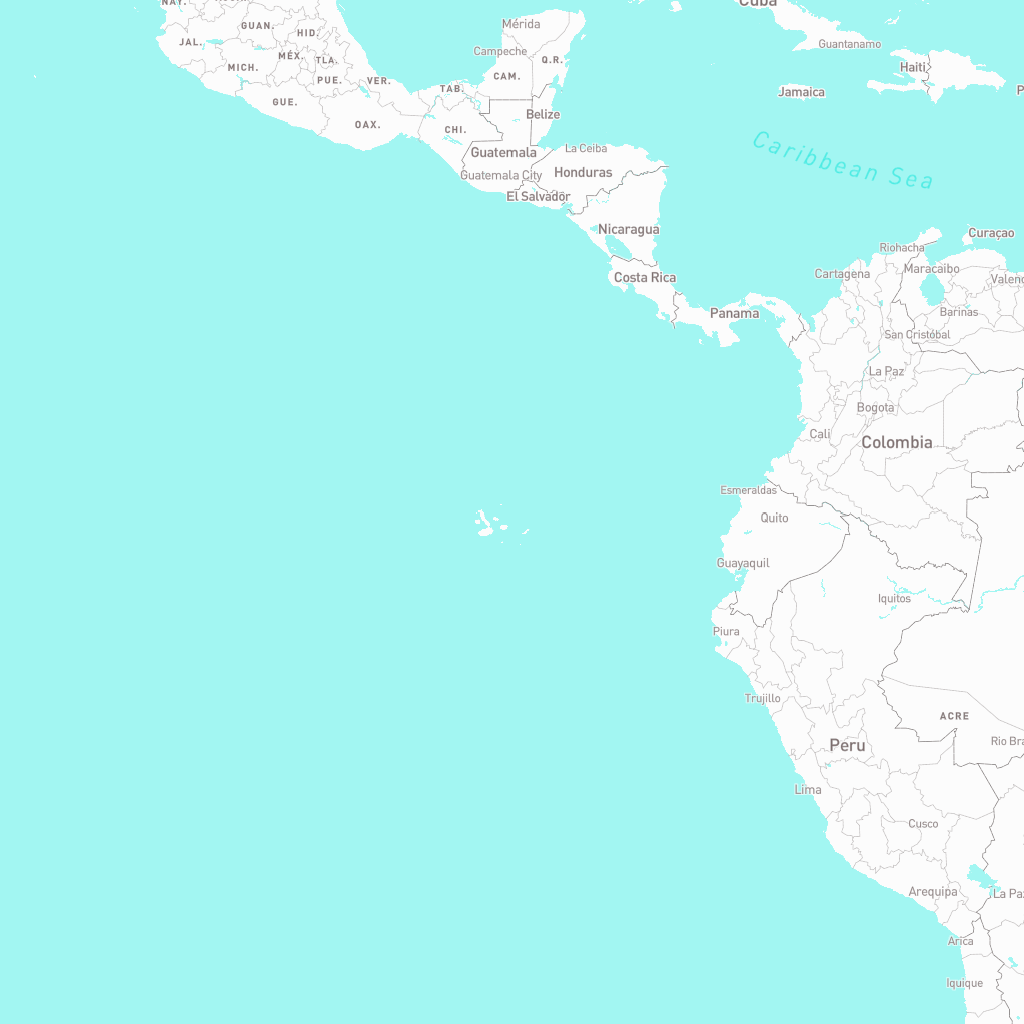 NAY.
Cuba
GUAN.
HID.
Mérida
JAL.
Guantanamo
MÉX.
TLA.
Campeche
Q.R.
MICH.
Haiti
PUE.
VER.
CAM.
TAB.
Jamaica
P
GUE.
Belize
OAX.
CHI.
Caribbean Sea
Guatemala
La Ceiba
Guatemala City
Honduras
El Salvador
Nicaragua
Curaçao
Riohacha
Costa Rica
Cartagena
Maracaibo
Valenc
Panama
Barinas
San Cristóbal
La Paz
Bogota
Cali
Colombia
Esmeraldas
Quito
Guayaquil
Iquitos
Piura
Trujillo
ACRE
Peru
Rio Bra
Lima
Cusco
Arequipa
La Paz
Arica
Iquique